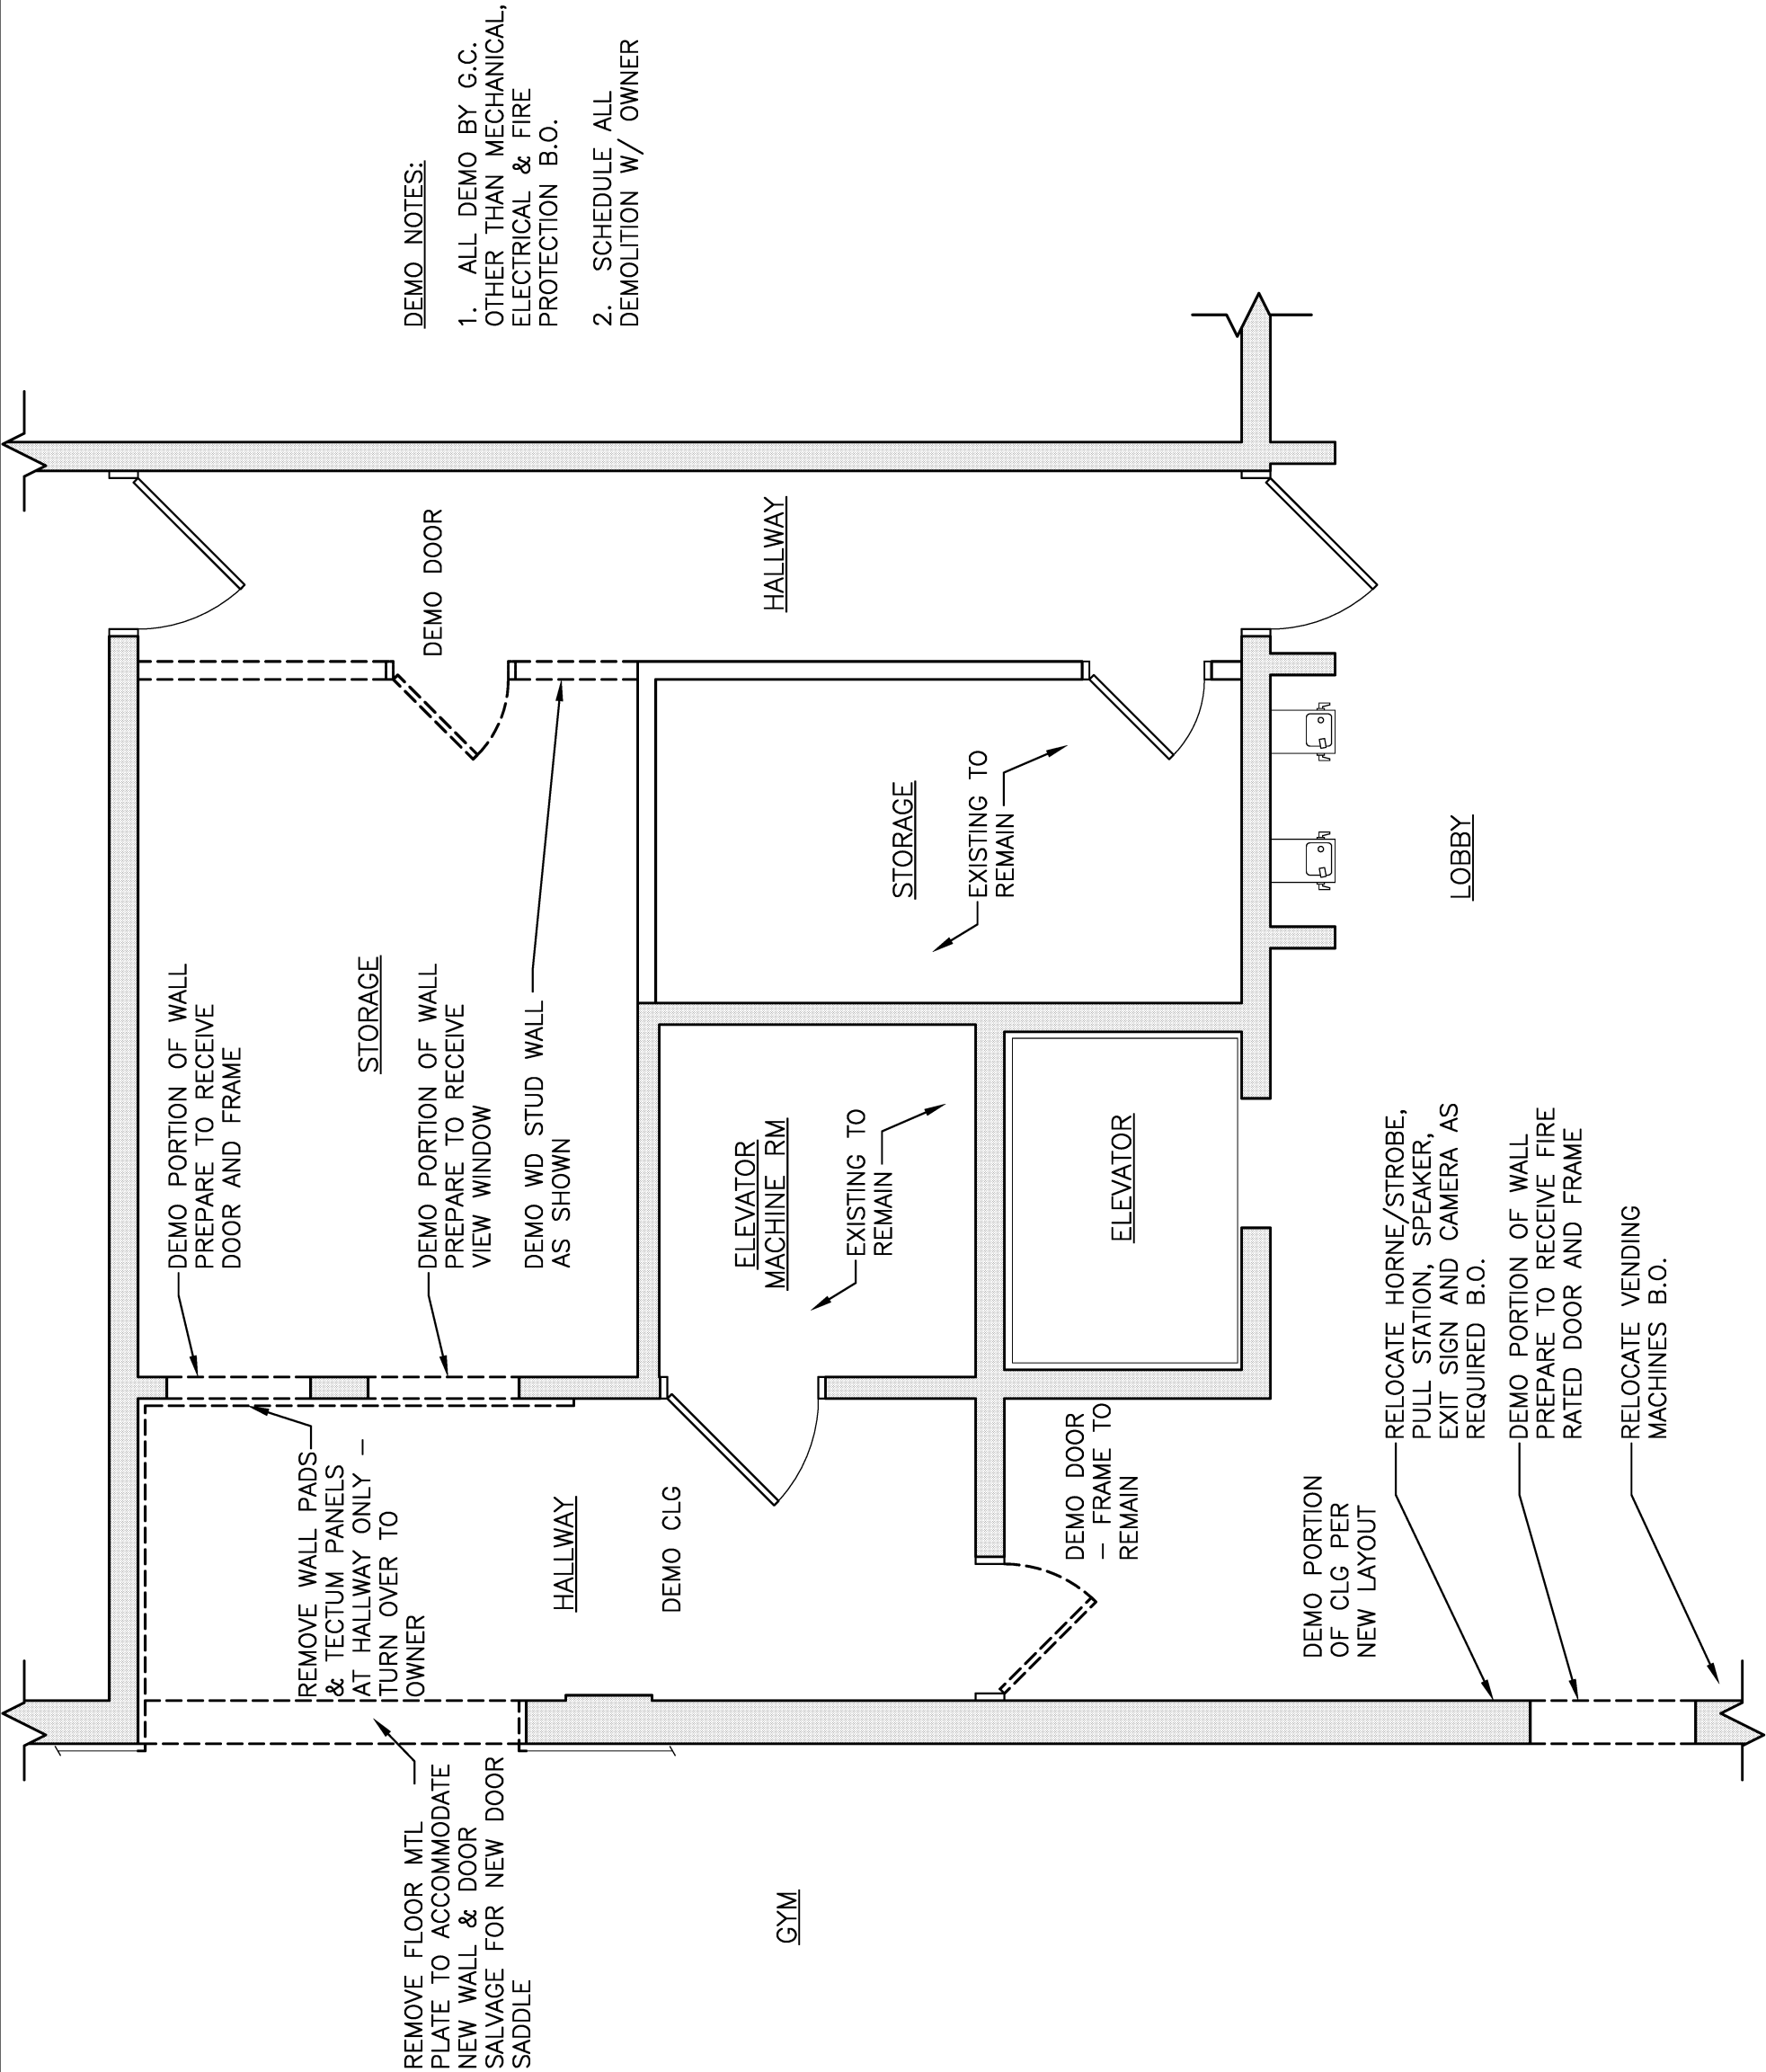 REMOVE FLOOR MTL
PLATE TO ACCOMMODATE
NEW WALL & DOOR
SALVAGE FOR NEW DOOR
SADDLE
GYM
REMOVE WALL PADS
& TECTUM PANELS
AT HALLWAY ONLY –
TURN OVER TO
OWNER
HALLWAY
DEMO CLG
DEMO DOOR
– FRAME TO
REMAIN
DEMO PORTION
OF CLG PER
NEW LAYOUT
RELOCATE HORNE/STROBE,
PULL STATION, SPEAKER,
EXIT SIGN AND CAMERA AS
REQUIRED B.O.
DEMO PORTION OF WALL
PREPARE TO RECEIVE FIRE
RATED DOOR AND FRAME
RELOCATE VENDING
MACHINES B.O.
DEMO PORTION OF WALL
PREPARE TO RECEIVE
DOOR AND FRAME
STORAGE
DEMO PORTION OF WALL
PREPARE TO RECEIVE
VIEW WINDOW
DEMO WD STUD WALL
AS SHOWN
ELEVATOR
MACHINE RM
EXISTING TO
REMAIN
ELEVATOR
STORAGE
EXISTING TO
REMAIN
LOBBY
DEMO DOOR
HALLWAY
DEMO NOTES:
1. ALL DEMO BY G.C.
OTHER THAN MECHANICAL,
ELECTRICAL & FIRE
PROTECTION B.O.
2. SCHEDULE ALL
DEMOLITION W/ OWNER